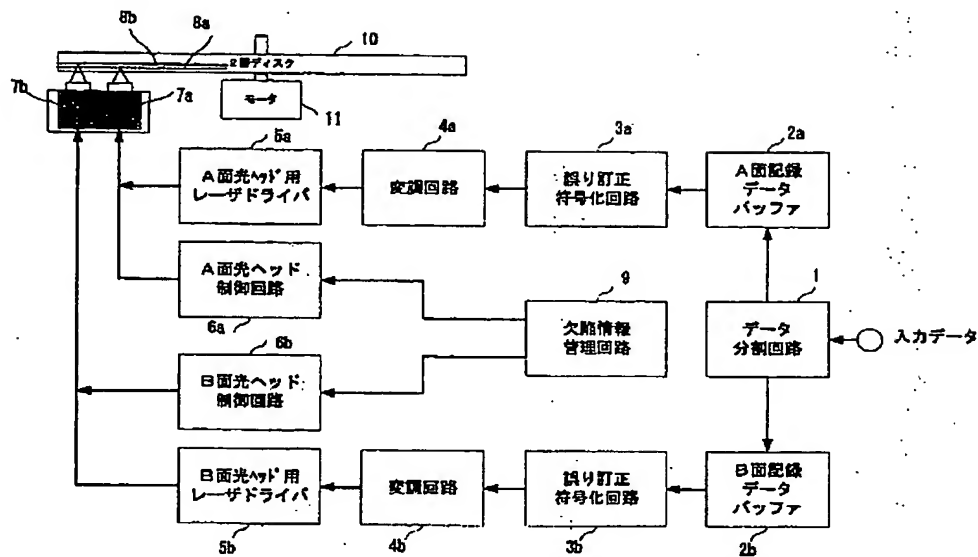 8b
8a
10
2層ディスク
7b
7a
モータ
11
5a
4a
3a
2a
A面光ヘッド用
レーザドライバ
変調回路
誤り訂正
符号化回路
A面記録
データ
バッファ
A面光ヘッド
制御回路
6a
9
欠陥情報
管理回路
1
データ
分割回路
入力データ
6b
B面光ヘッド
制御回路
B面光ヘッド用
レーザドライバ
5b
変調回路
4b
誤り訂正
符号化回路
3b
B面記録
データ
バッファ
2b